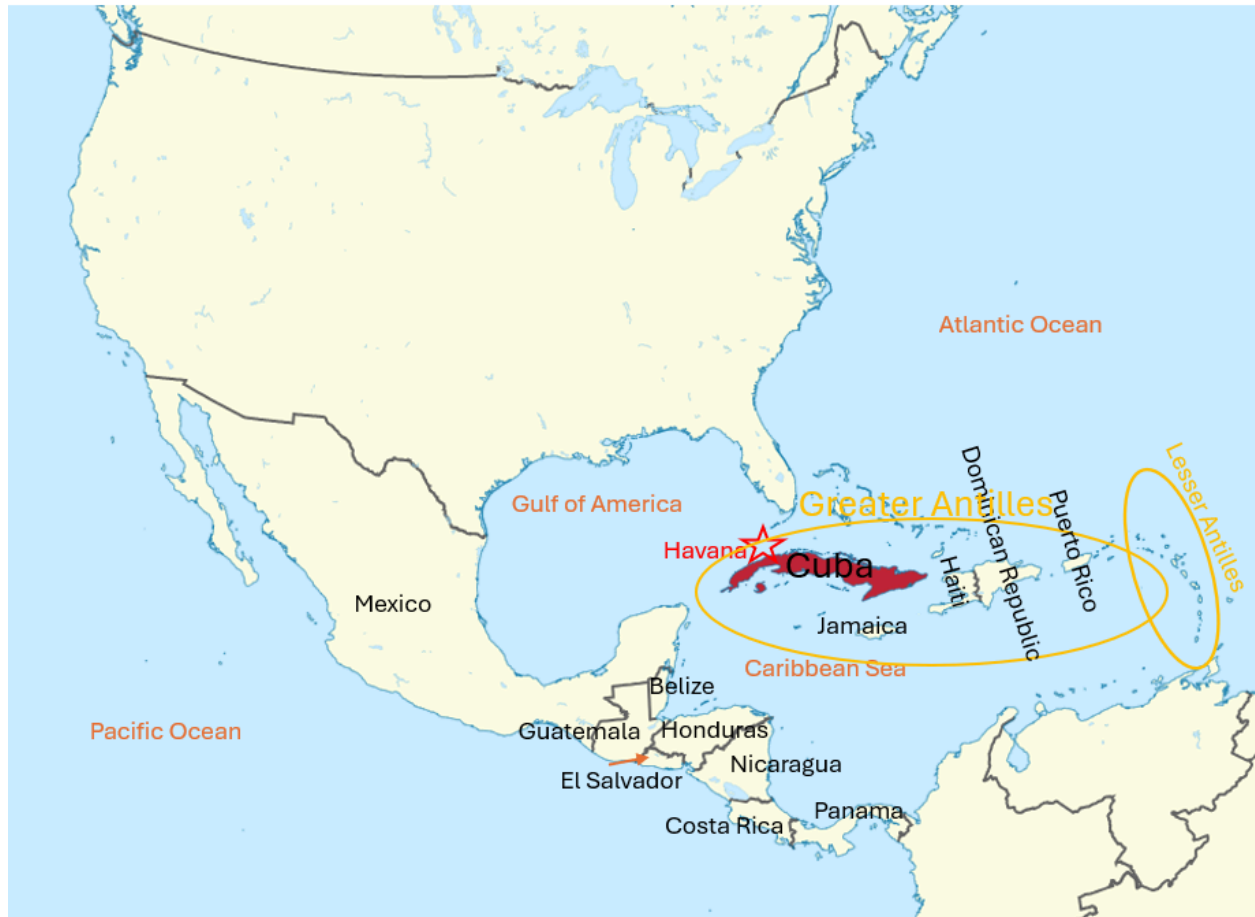 Atlantic Ocean
Lesser Antilles
Dominican Republic
Puerto Rico
Greater Antilles
Gulf of America
Havana
Cuba
Haiti
Mexico
Jamaica
Caribbean Sea
Belize
Pacific Ocean
Guatemala
Honduras
Nicaragua
El Salvador
Panama
Costa Rica